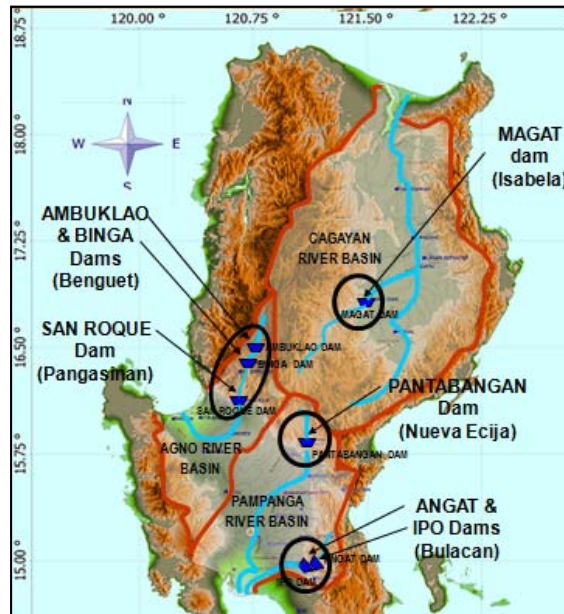 120.00 °
120.75 °
121.50 °
122.25 °
18.75 °
18.00 °
17.25 °
16.50 °
15.75 °
15.00 °
N
W
E
S
MAGAT
dam
(Isabela)
AMBUKLAO
& BINGA
Dams
(Benguet)
CAGAYAN
RIVER BASIN
MAGAT DAM
SAN ROQUE
Dam
(Pangasinan)
AMBUKLAO DAM
BINGA DAM
SAN ROQUE DAM
PANTABANGAN
Dam
(Nueva Ecija)
AGNO RIVER
BASIN
PANTABANGAN DAM
PAMPANGA
RIVER BASIN
ANGAT &
IPO Dams
(Bulacan)
ANGAT DAM
IPO DAM